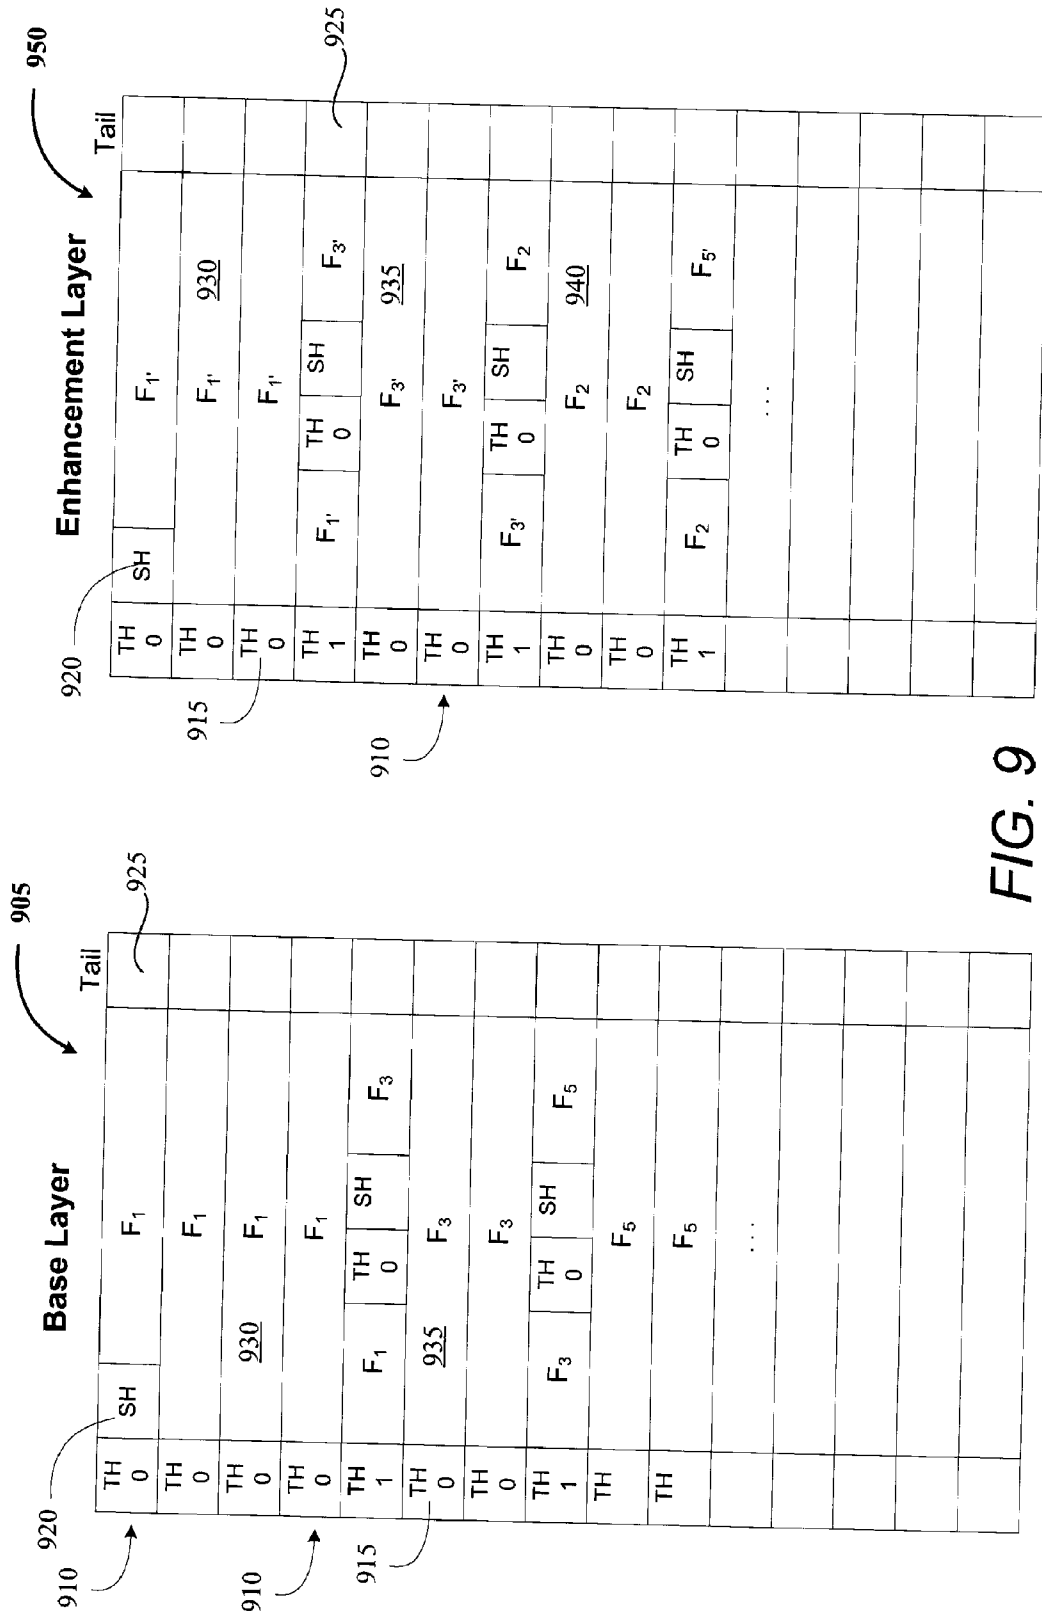 Base Layer
905
Tail
925
920
910
910
915
TH 0 SH F1
TH 0 F1
TH 0 930 F1
TH 0 F1
TH 1 F1 TH 0 SH F3
TH 0 935 F3
TH 0 F3
TH 1 F3 TH 0 SH F5
TH F5
TH F5
...
Enhancement Layer
950
Tail
925
920
915
910
TH 0 SH F1'
TH 0 F1' 930
TH 0 F1'
TH 1 F1' TH 0 SH F3'
TH 0 F3' 935
TH 0 F3'
TH 1 F3' TH 0 SH F2
TH 0 F2 940
TH 0 F2
TH 1 F2 TH 0 SH F5'
...
FIG. 9